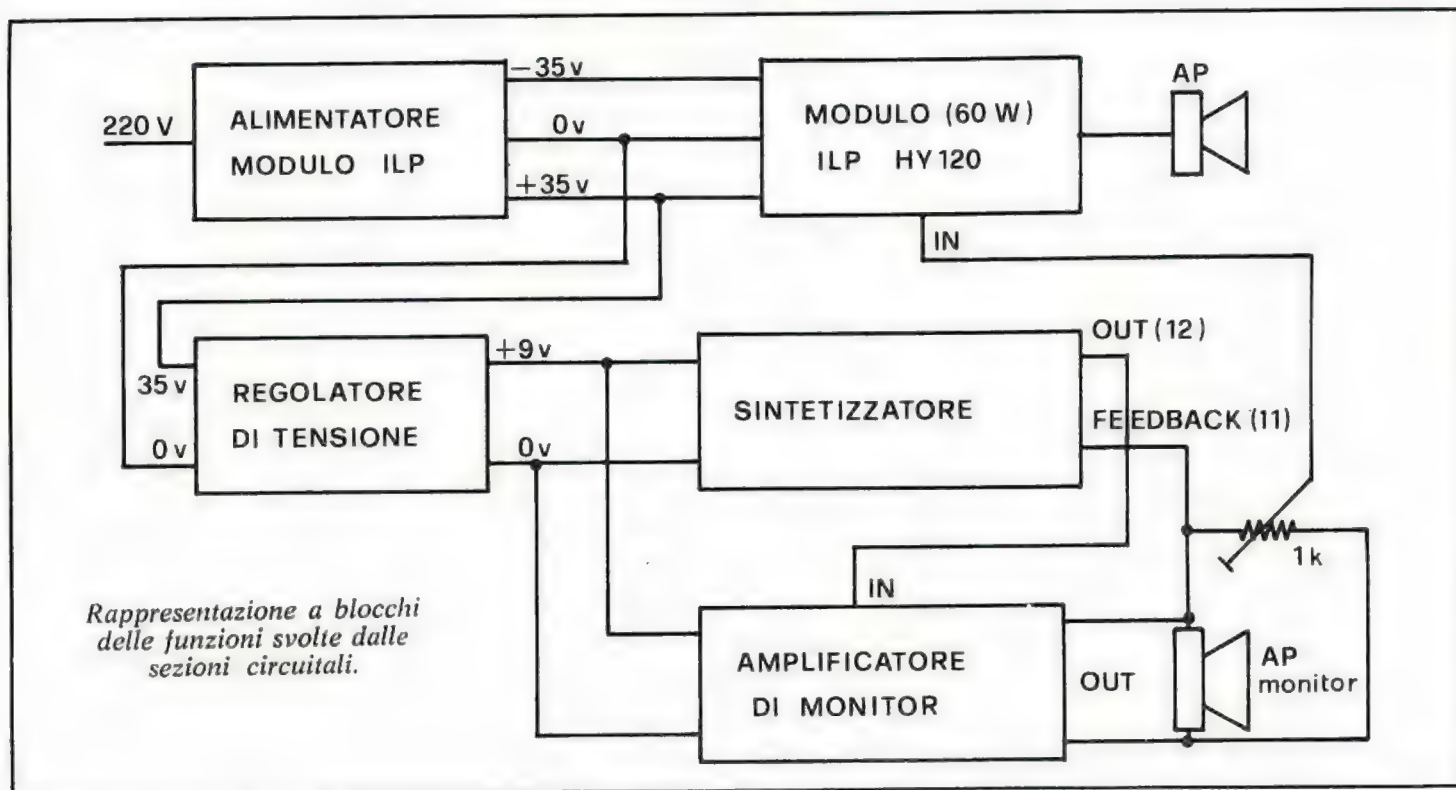 220 V
ALIMENTATORE
MODULO ILP
−35 v
0 v
+35 v
MODULO (60 W)
ILP HY 120
AP
IN
35 v
0 v
REGOLATORE
DI TENSIONE
+9 v
0 v
SINTETIZZATORE
OUT (12)
FEEDBACK (11)
1 k
IN
AMPLIFICATORE
DI MONITOR
OUT
AP
monitor
Rappresentazione a blocchi
delle funzioni svolte dalle
sezioni circuitali.